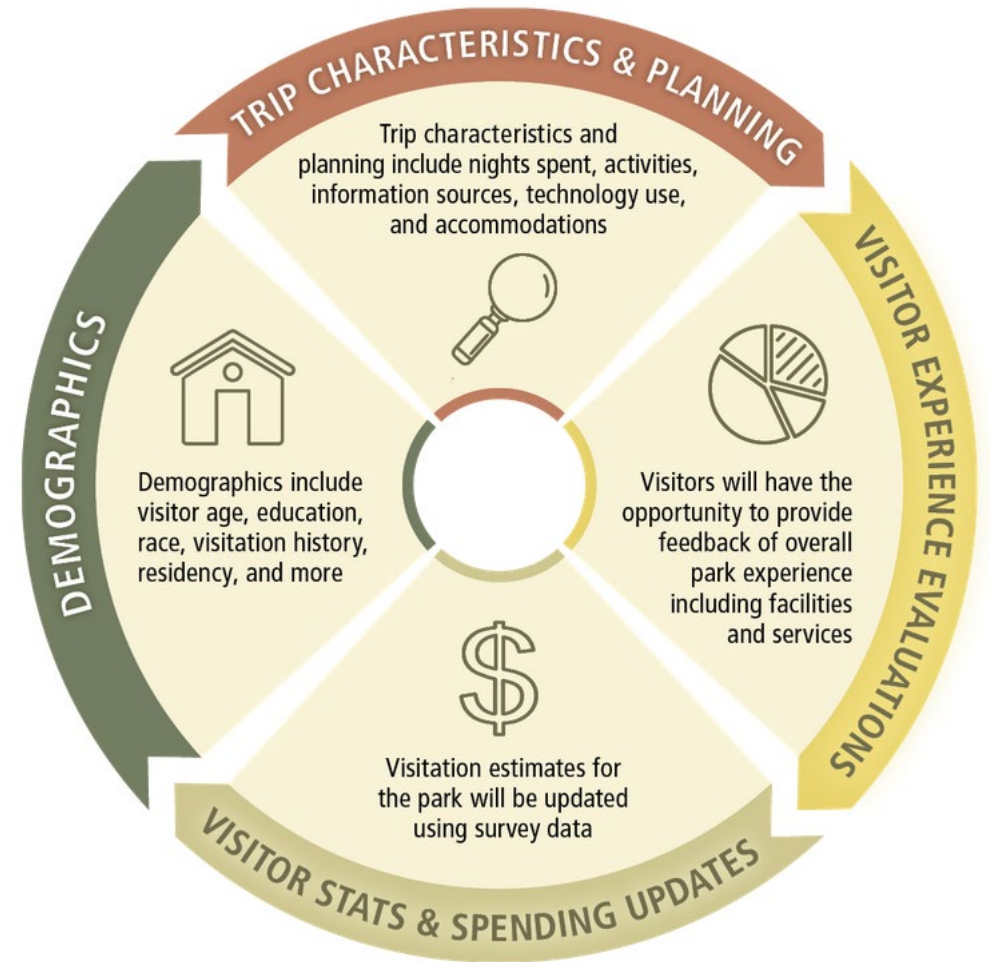 TRIP CHARACTERISTICS & PLANNING
Trip characteristics and
planning include nights spent, activities,
information sources, technology use,
and accommodations
VISITOR EXPERIENCE EVALUATIONS
Visitors will have the
opportunity to provide
feedback of overall
park experience
including facilities
and services
VISITOR STATS & SPENDING UPDATES
Visitation estimates for
the park will be updated
using survey data
DEMOGRAPHICS
Demographics include
visitor age, education,
race, visitation history,
residency, and more
$